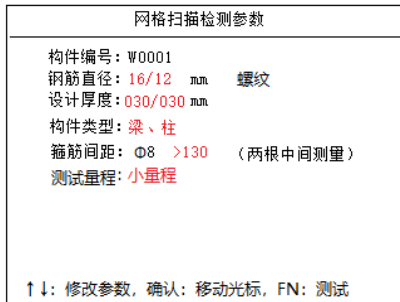 网格扫描检测参数
构件编号：W0001
钢筋直径：16/12 mm 螺纹
设计厚度：030/030 mm
构件类型：梁、柱
箍筋间距： Φ8 >130 （两根中间测量）
测试量程：小量程
↑↓：修改参数，确认：移动光标，FN：测试